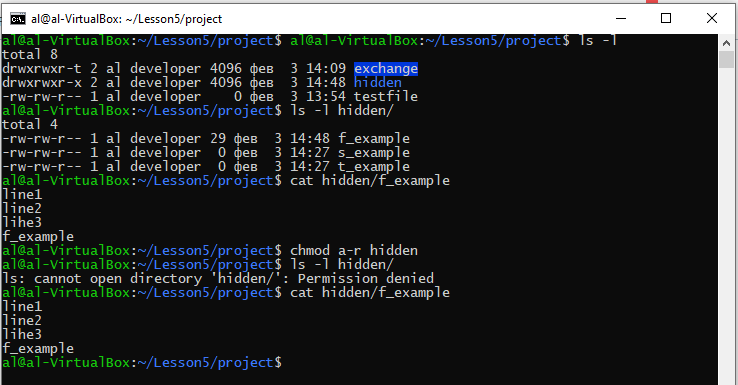 al@al-VirtualBox: ~/Lesson5/project
al@al-VirtualBox:~/Lesson5/project$ al@al-VirtualBox:~/Lesson5/project$ ls -l
total 8
drwxrwxr-t 2 al developer 4096 фев  3 14:09 exchange
drwxrwxr-x 2 al developer 4096 фев  3 14:48 hidden
-rw-rw-r-- 1 al developer    0 фев  3 13:54 testfile
al@al-VirtualBox:~/Lesson5/project$ ls -l hidden/
total 4
-rw-rw-r-- 1 al developer 29 фев  3 14:48 f_example
-rw-rw-r-- 1 al developer  0 фев  3 14:27 s_example
-rw-rw-r-- 1 al developer  0 фев  3 14:27 t_example
al@al-VirtualBox:~/Lesson5/project$ cat hidden/f_example
line1
line2
lihe3
f_example
al@al-VirtualBox:~/Lesson5/project$ chmod a-r hidden
al@al-VirtualBox:~/Lesson5/project$ ls -l hidden/
ls: cannot open directory 'hidden/': Permission denied
al@al-VirtualBox:~/Lesson5/project$ cat hidden/f_example
line1
line2
lihe3
f_example
al@al-VirtualBox:~/Lesson5/project$